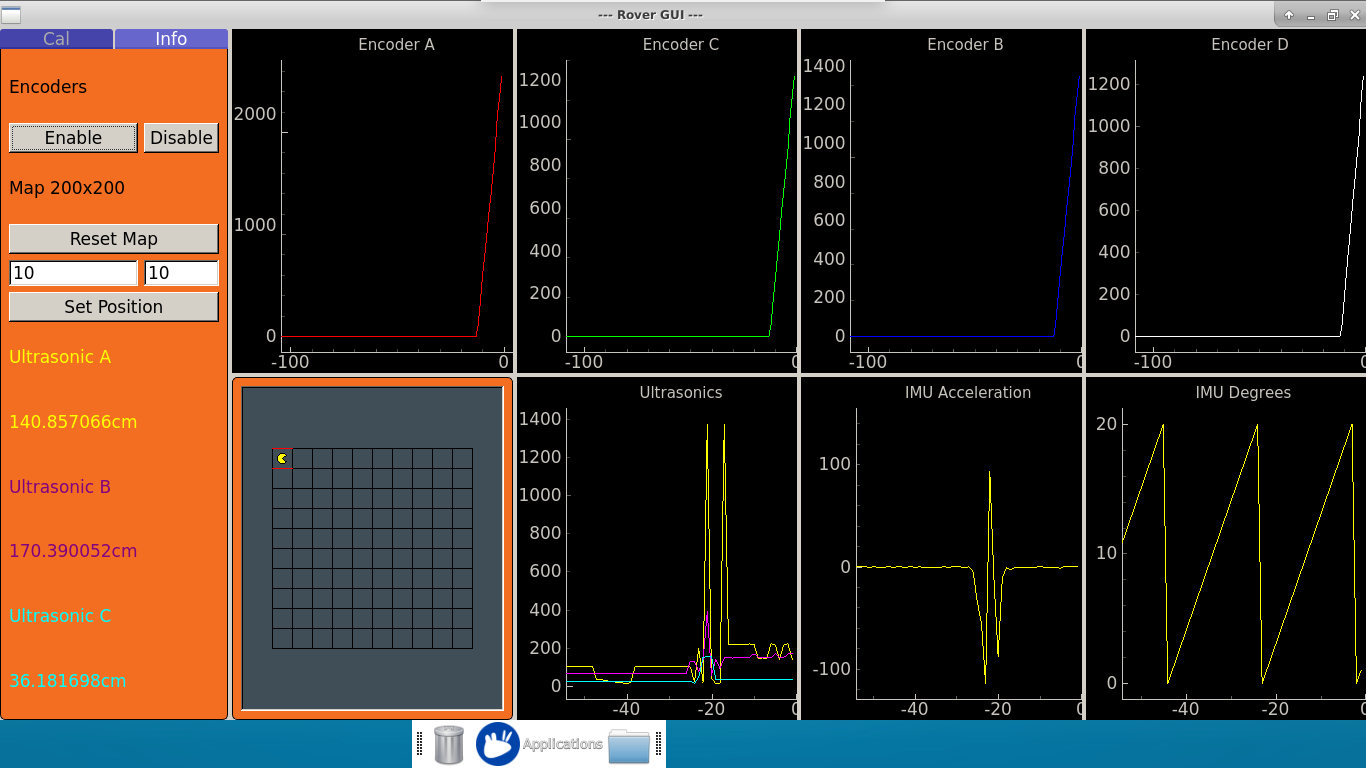 --- Rover GUI ---
Cal
Info
Encoders
Enable
Disable
Map 200x200
Reset Map
10
10
Set Position
Ultrasonic A
140.857066cm
Ultrasonic B
170.390052cm
Ultrasonic C
36.181698cm
Encoder A
2000
1000
0
-100
0
Encoder C
1200
1000
800
600
400
200
0
-100
0
Encoder B
1400
1200
1000
800
600
400
200
0
-100
0
Encoder D
1200
1000
800
600
400
200
0
-100
0
Ultrasonics
1400
1200
1000
800
600
400
200
0
-40
-20
0
IMU Acceleration
100
0
-100
-40
-20
0
IMU Degrees
20
10
0
-40
-20
0
Applications